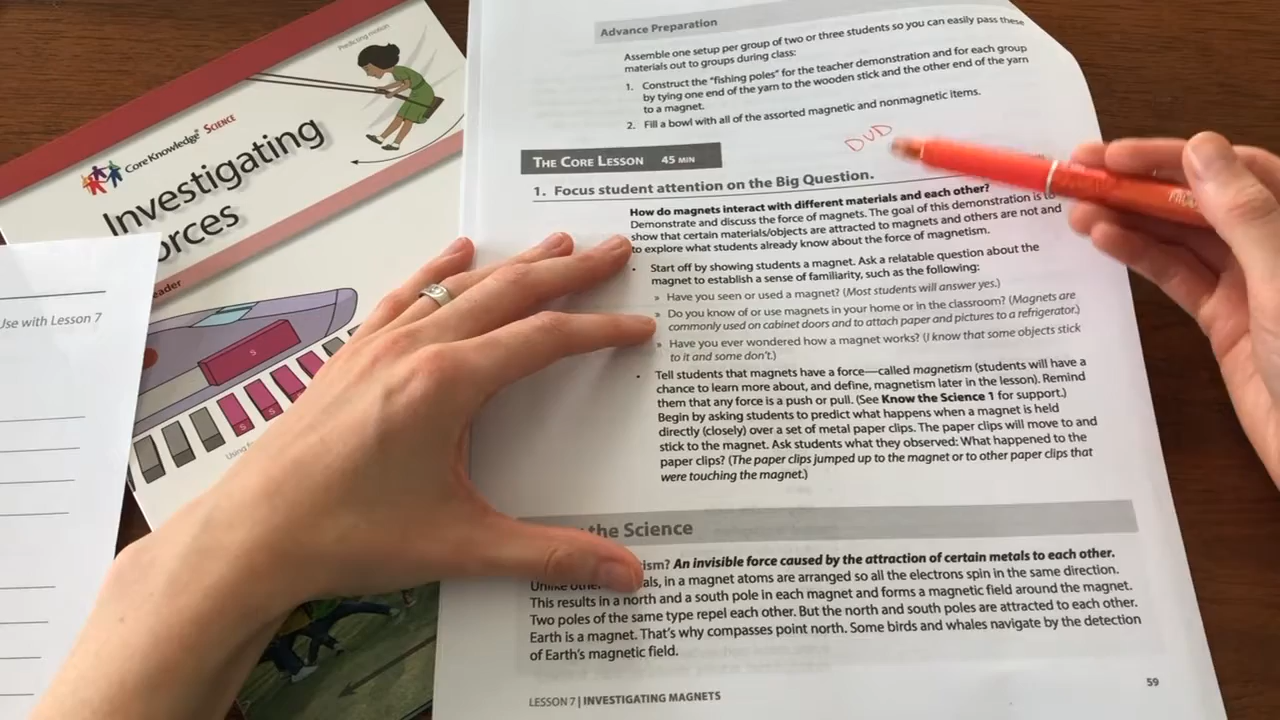 Predicting motion
Core Knowledge® SCIENCE
Investigating
orces
eader
S
S
S
S
Using
Use with Lesson 7
Advance Preparation
Assemble one setup per group of two or three students so you can easily pass these
materials out to groups during class:
1. Construct the "fishing poles" for the teacher demonstration and for each group
by tying one end of the yarn to the wooden stick and the other end of the yarn
to a magnet.
2. Fill a bowl with all of the assorted magnetic and nonmagnetic items.
DVD
THE CORE LESSON 45 MIN
1. Focus student attention on the Big Question.
How do magnets interact with different materials and each other?
Demonstrate and discuss the force of magnets. The goal of this demonstration is to
show that certain materials/objects are attracted to magnets and others are not and
to explore what students already know about the force of magnetism.
• Start off by showing students a magnet. Ask a relatable question about the
magnet to establish a sense of familiarity, such as the following:
» Have you seen or used a magnet? (Most students will answer yes.)
» Do you know of or use magnets in your home or in the classroom? (Magnets are
commonly used on cabinet doors and to attach paper and pictures to a refrigerator.)
» Have you ever wondered how a magnet works? (I know that some objects stick
to it and some don't.)
• Tell students that magnets have a force—called magnetism (students will have a
chance to learn more about, and define, magnetism later in the lesson). Remind
them that any force is a push or pull. (See Know the Science 1 for support.)
Begin by asking students to predict what happens when a magnet is held
directly (closely) over a set of metal paper clips. The paper clips will move to and
stick to the magnet. Ask students what they observed: What happened to the
paper clips? (The paper clips jumped up to the magnet or to other paper clips that
were touching the magnet.)
the Science
ism? An invisible force caused by the attraction of certain metals to each other.
Unlike other als, in a magnet atoms are arranged so all the electrons spin in the same direction.
This results in a north and a south pole in each magnet and forms a magnetic field around the magnet.
Two poles of the same type repel each other. But the north and south poles are attracted to each other.
Earth is a magnet. That's why compasses point north. Some birds and whales navigate by the detection
of Earth's magnetic field.
LESSON 7 | INVESTIGATING MAGNETS
59